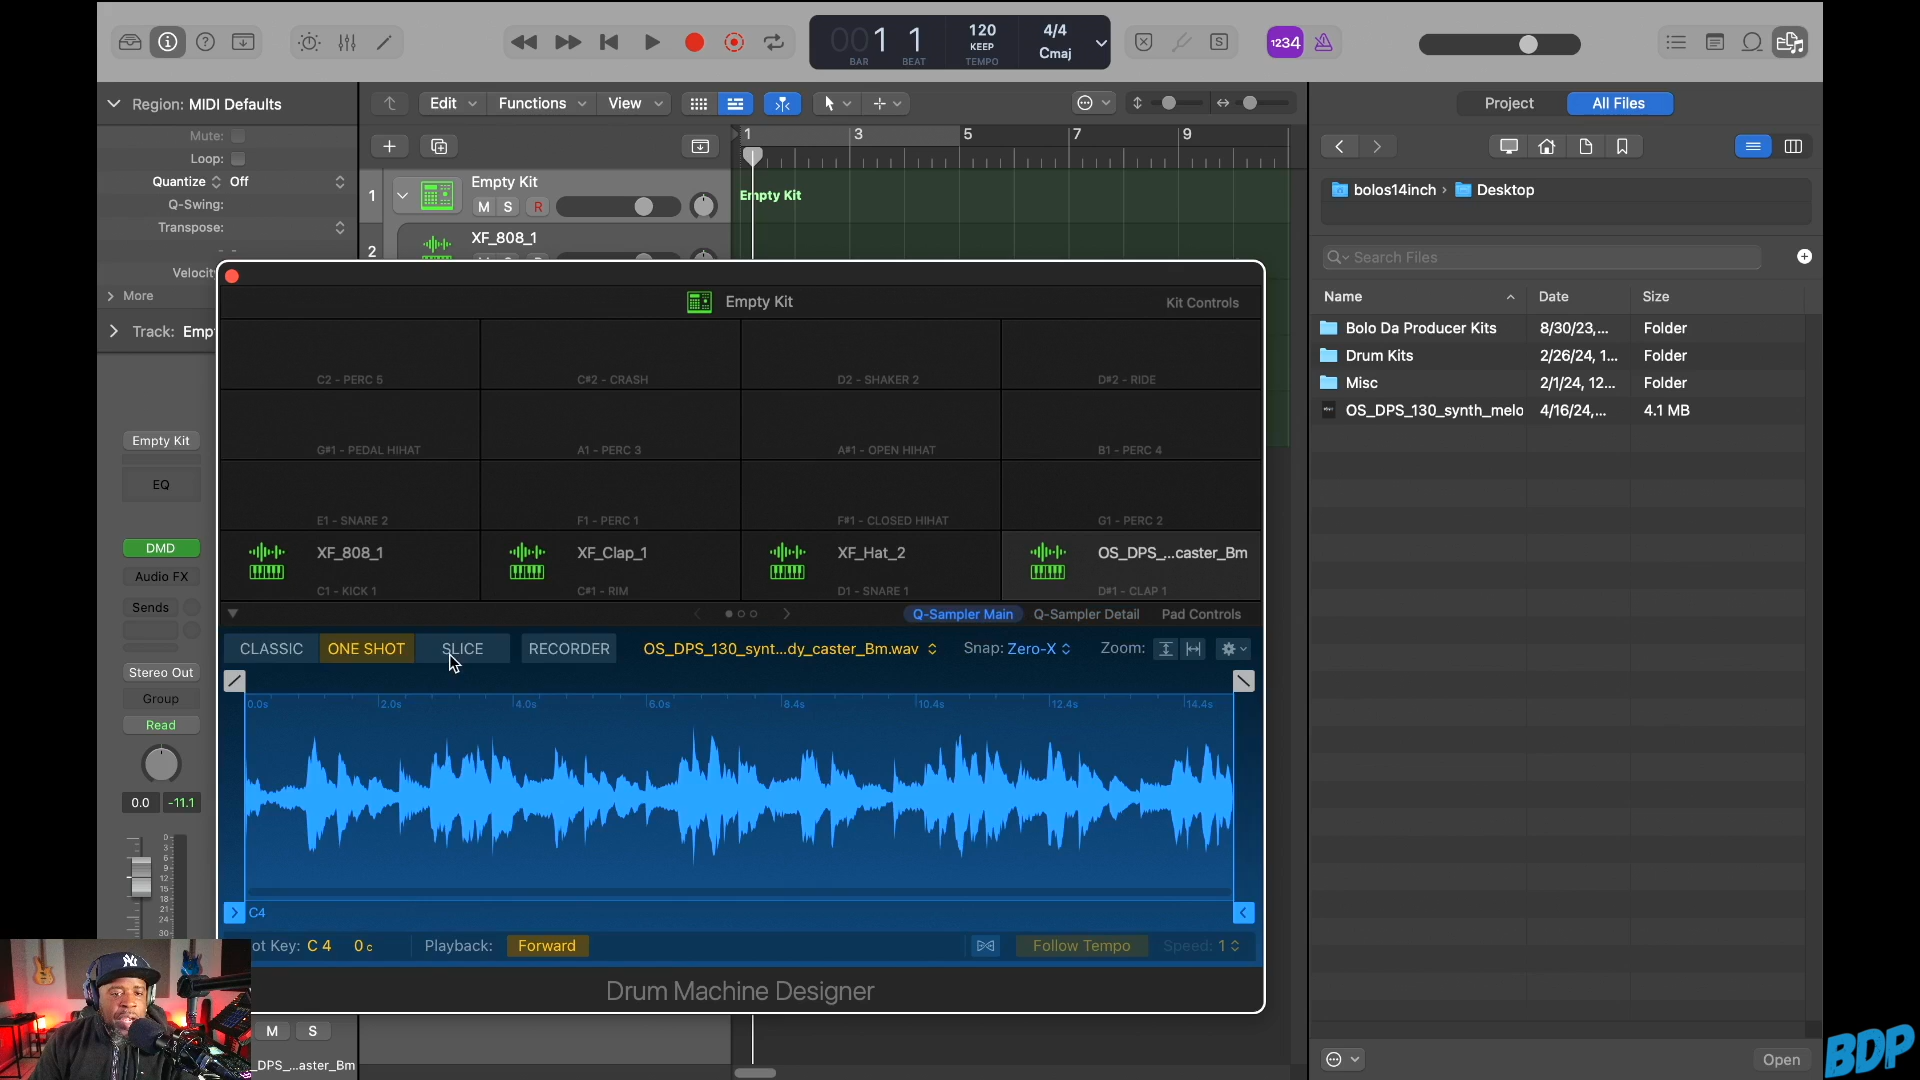 001 1
BAR BEAT
120
KEEP
TEMPO
4/4
Cmaj
1234
Region: MIDI Defaults
Mute:
Loop:
Quantize Off
Q-Swing:
Transpose:
More
Track:
Edit
Functions
View
1 3 5 7 9
1
Empty Kit
M S R
2
XF_808_1
Empty Kit
Empty Kit
EQ
DMD
Audio FX
Sends
Stereo Out
Group
Read
0.0 -11.1
Empty Kit
Kit Controls
C2 - PERC 5
C#2 - CRASH
D2 - SHAKER 2
D#2 - RIDE
G#1 - PEDAL HIHAT
A1 - PERC 3
A#1 - OPEN HIHAT
B1 - PERC 4
E1 - SNARE 2
F1 - PERC 1
F#1 - CLOSED HIHAT
G1 - PERC 2
XF_808_1
C1 - KICK 1
XF_Clap_1
C#1 - RIM
XF_Hat_2
D1 - SNARE 1
OS_DPS_...caster_Bm
D#1 - CLAP 1
Q-Sampler Main
Q-Sampler Detail
Pad Controls
CLASSIC
ONE SHOT
SLICE
RECORDER
OS_DPS_130_synt...dy_caster_Bm.wav
Snap: Zero-X
Zoom:
0.0s 2.0s 4.0s 6.0s 8.4s 10.4s 12.4s 14.4s
C4
Key: C 4 0 c
Playback: Forward
Follow Tempo
Speed: 1
Drum Machine Designer
M S
_DPS_...aster_Bm
Project
All Files
bolos14inch › Desktop
Search Files
Name Date Size
Bolo Da Producer Kits 8/30/23,... Folder
Drum Kits 2/26/24, 1... Folder
Misc 2/1/24, 12... Folder
OS_DPS_130_synth_melo 4/16/24,... 4.1 MB
Open
BDP